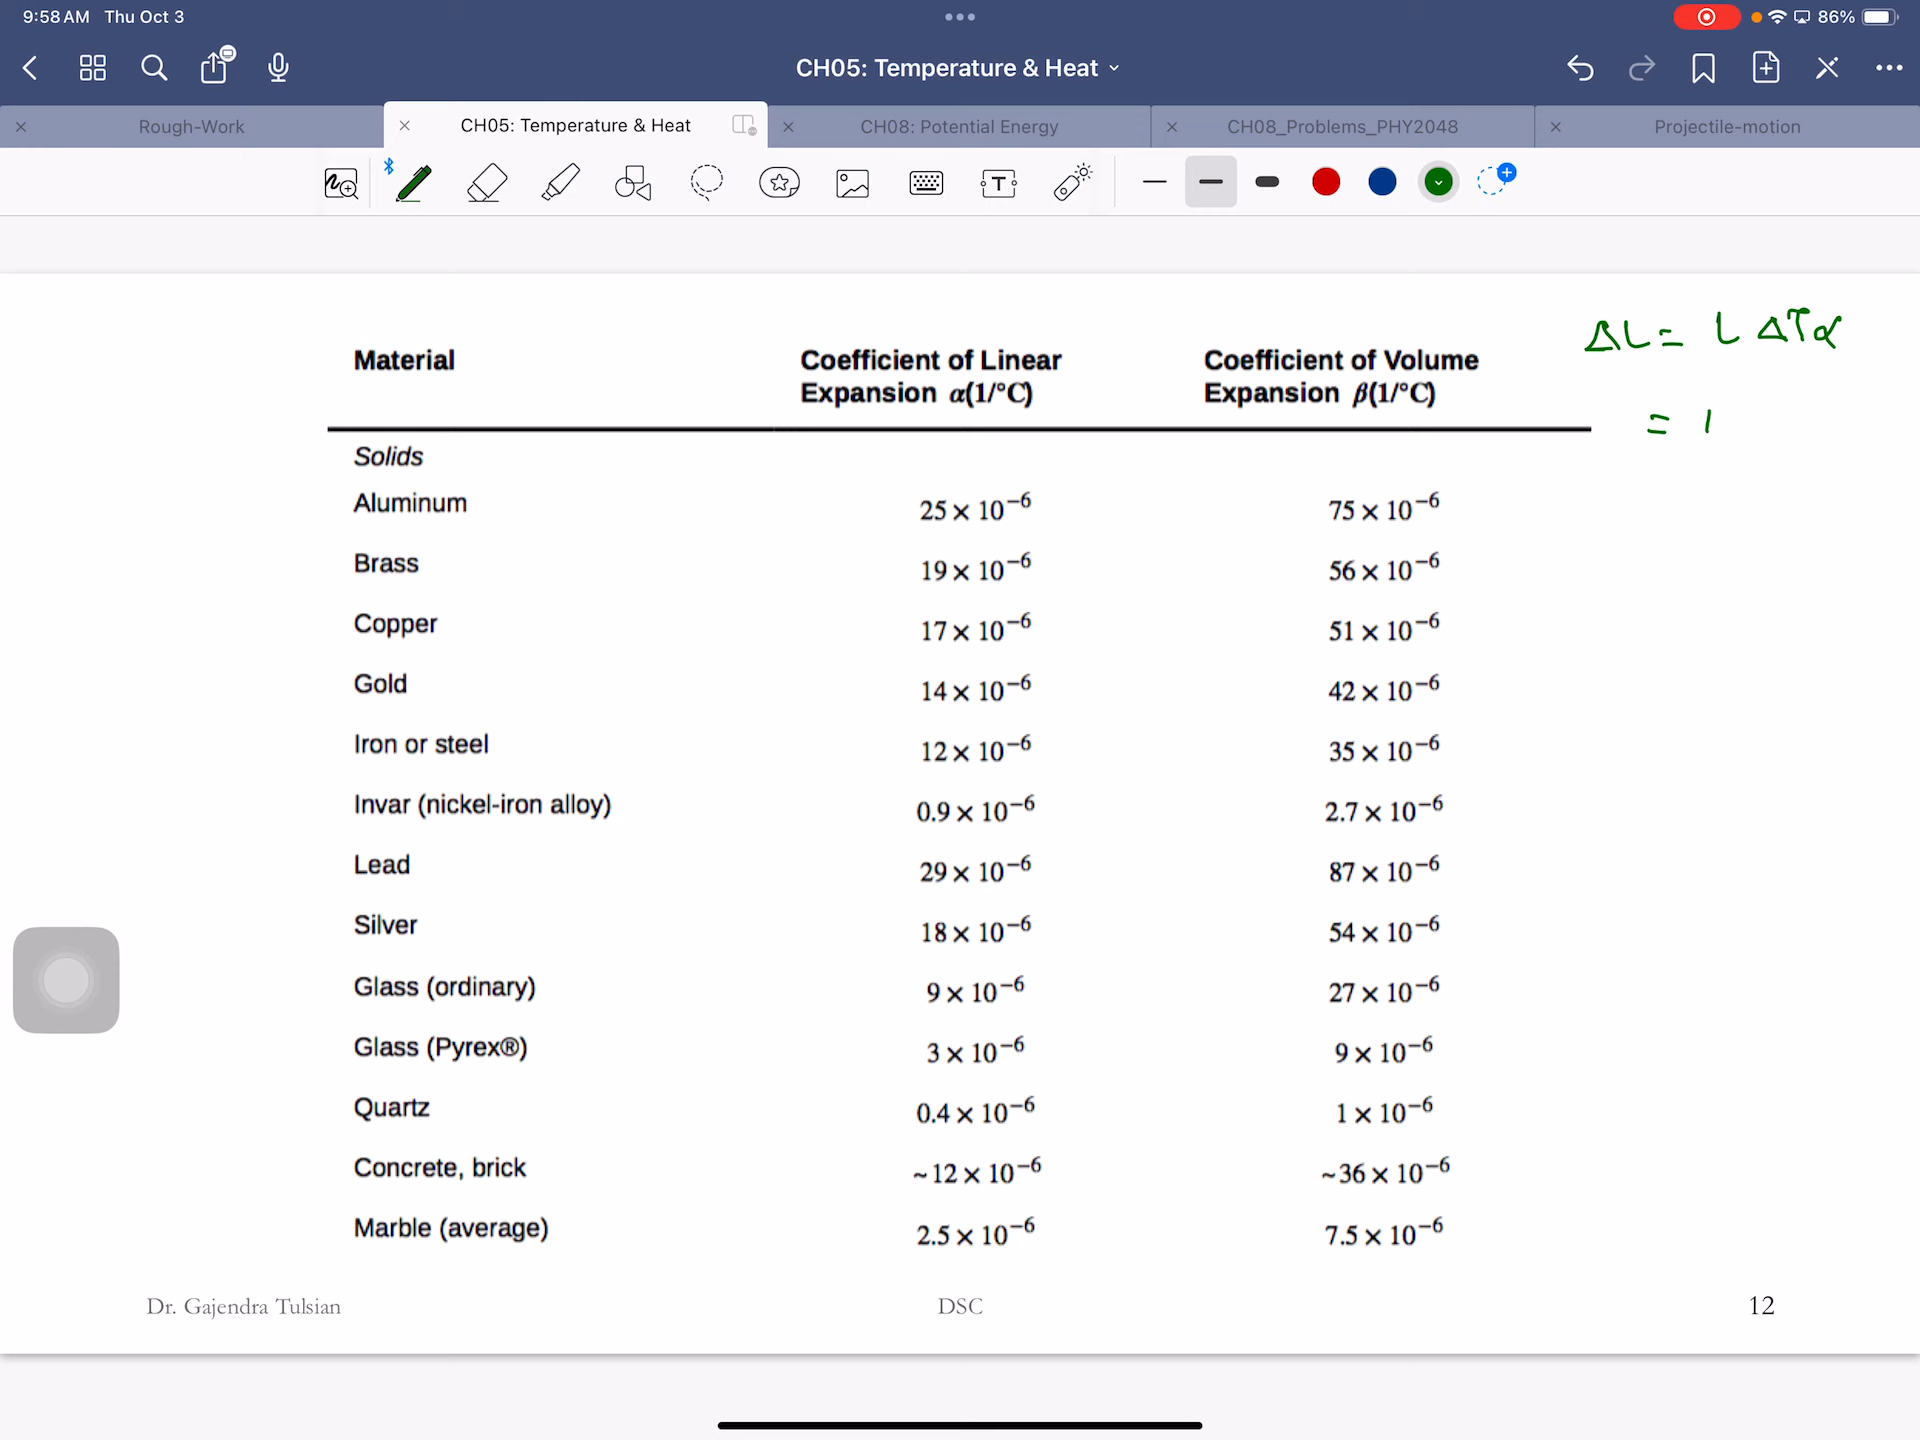 9:58 AM Thu Oct 3
86%
CH05: Temperature & Heat
Rough-Work
CH05: Temperature & Heat
CH08: Potential Energy
CH08_Problems_PHY2048
Projectile-motion
T
ΔL = L ΔT α
= 1
Material Coefficient of Linear Expansion α(1/°C) Coefficient of Volume Expansion β(1/°C)
Solids
Aluminum 25 × 10⁻⁶ 75 × 10⁻⁶
Brass 19 × 10⁻⁶ 56 × 10⁻⁶
Copper 17 × 10⁻⁶ 51 × 10⁻⁶
Gold 14 × 10⁻⁶ 42 × 10⁻⁶
Iron or steel 12 × 10⁻⁶ 35 × 10⁻⁶
Invar (nickel-iron alloy) 0.9 × 10⁻⁶ 2.7 × 10⁻⁶
Lead 29 × 10⁻⁶ 87 × 10⁻⁶
Silver 18 × 10⁻⁶ 54 × 10⁻⁶
Glass (ordinary) 9 × 10⁻⁶ 27 × 10⁻⁶
Glass (Pyrex®) 3 × 10⁻⁶ 9 × 10⁻⁶
Quartz 0.4 × 10⁻⁶ 1 × 10⁻⁶
Concrete, brick ~12 × 10⁻⁶ ~36 × 10⁻⁶
Marble (average) 2.5 × 10⁻⁶ 7.5 × 10⁻⁶
Dr. Gajendra Tulsian DSC 12